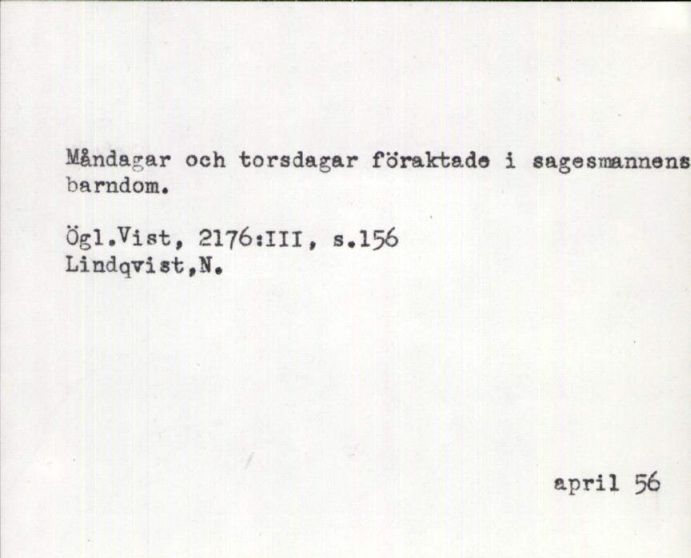 Måndagar och torsdagar föraktade i sagesmannens
barndom.
Ögl.Vist, 2176:III, s.156
Lindqvist,N.
april 56